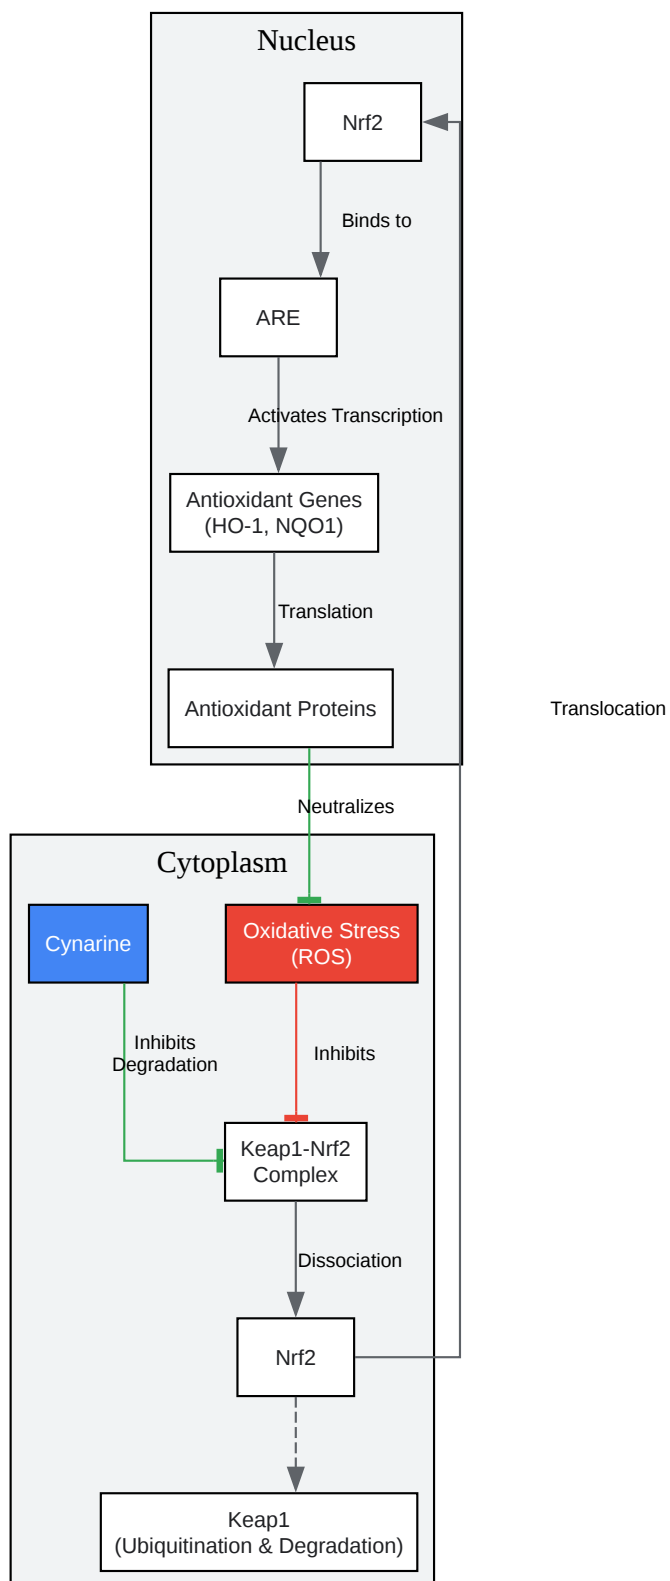 Nucleus
Nrf2
Binds to
ARE
Activates Transcription
Antioxidant Genes
(HO-1, NQO1)
Translation
Antioxidant Proteins
Translocation
Neutralizes
Cytoplasm
Cynarine
Oxidative Stress
(ROS)
Inhibits
Degradation
Inhibits
Keap1-Nrf2
Complex
Dissociation
Nrf2
Keap1
(Ubiquitination & Degradation)